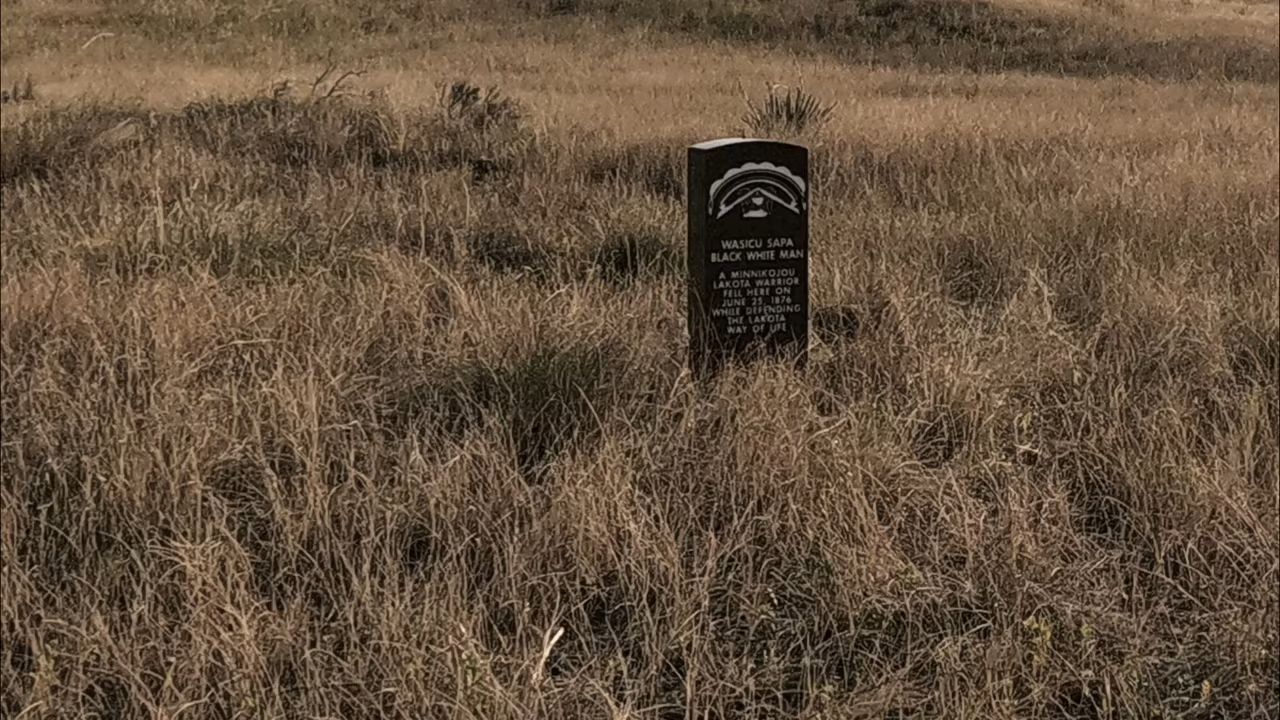 WASICU SAPA
BLACK WHITE MAN
A MINNIKOJOU
LAKOTA WARRIOR
FELL HERE ON
JUNE 25, 1876
WHILE DEFENDING
THE LAKOTA
WAY OF LIFE